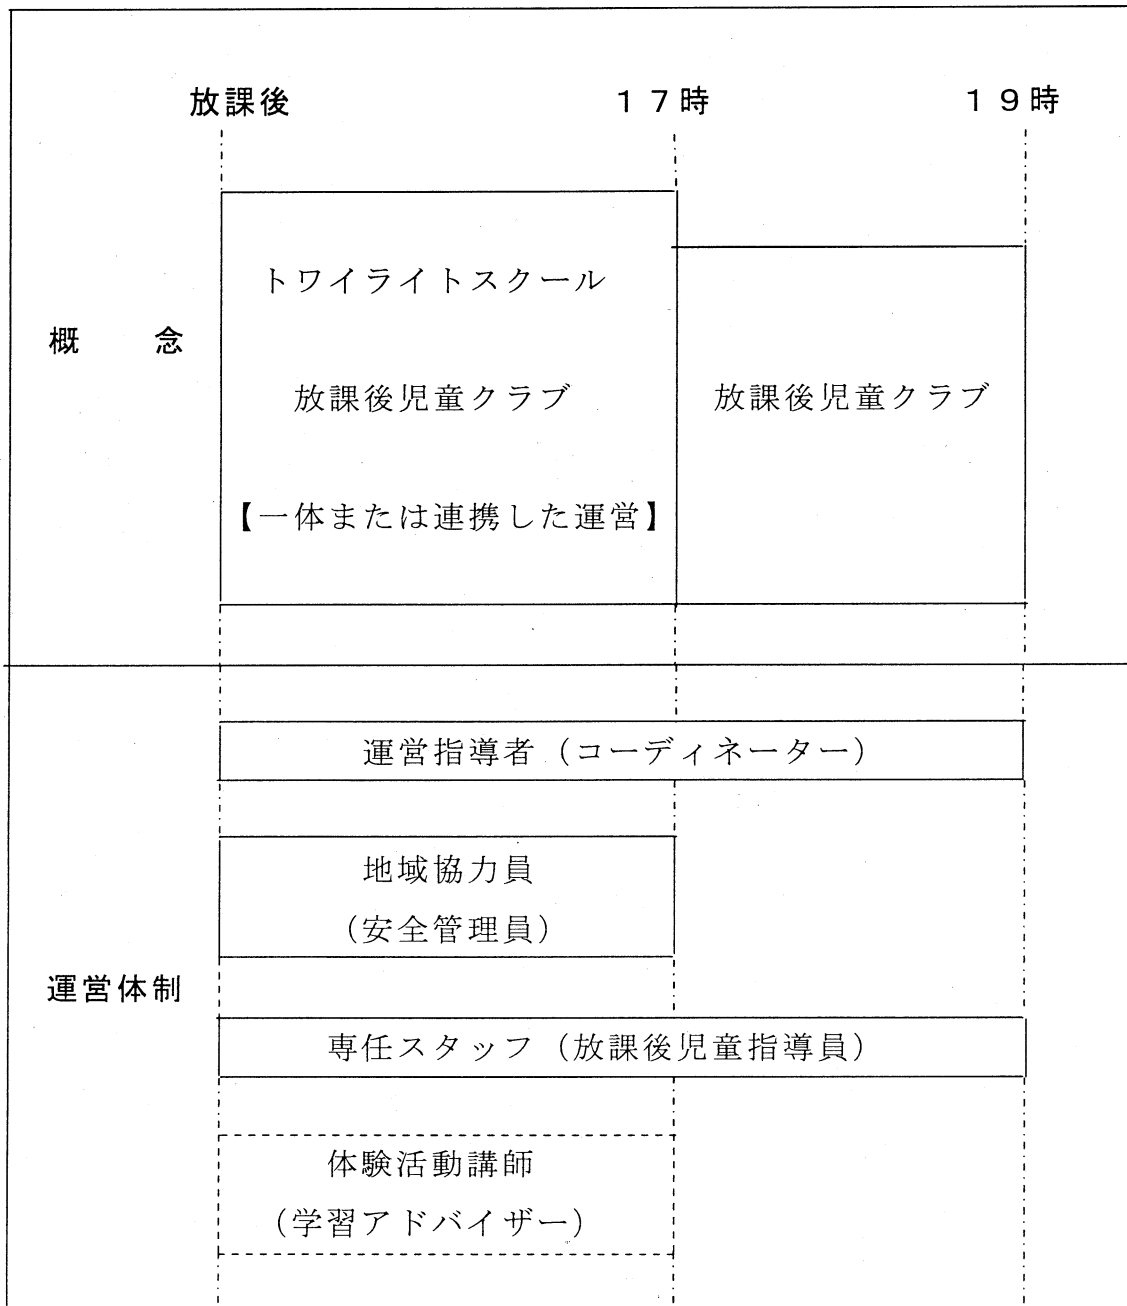 放課後 １７時 １９時
トワイライトスクール
概 念
放課後児童クラブ 放課後児童クラブ
【一体または連携した運営】
運営指導者（コーディネーター）
地域協力員
（安全管理員）
運営体制
専任スタッフ（放課後児童指導員）
体験活動講師
（学習アドバイザー）